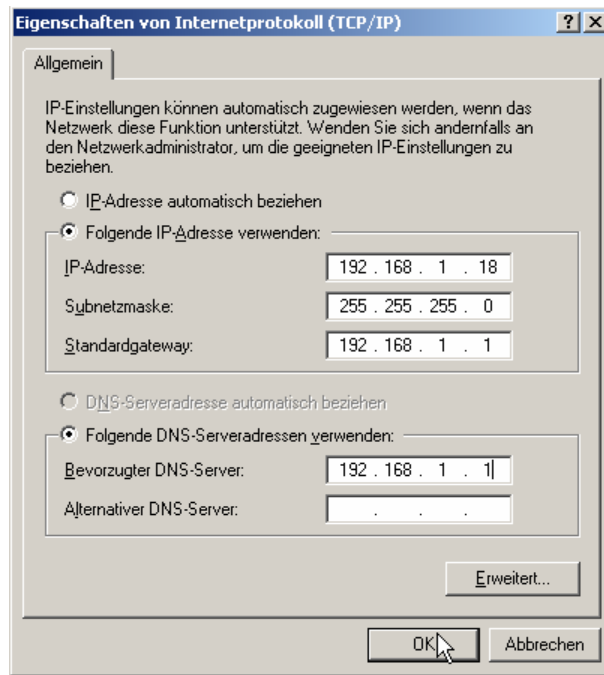 Eigenschaften von Internetprotokoll (TCP/IP)
Allgemein
IP-Einstellungen können automatisch zugewiesen werden, wenn das
Netzwerk diese Funktion unterstützt. Wenden Sie sich andernfalls an
den Netzwerkadministrator, um die geeigneten IP-Einstellungen zu
beziehen.
IP-Adresse automatisch beziehen
Folgende IP-Adresse verwenden:
IP-Adresse: 192 . 168 . 1 . 18
Subnetzmaske: 255 . 255 . 255 . 0
Standardgateway: 192 . 168 . 1 . 1
DNS-Serveradresse automatisch beziehen
Folgende DNS-Serveradressen verwenden:
Bevorzugter DNS-Server: 192 . 168 . 1 . 1
Alternativer DNS-Server: . . .
Erweitert...
OK Abbrechen